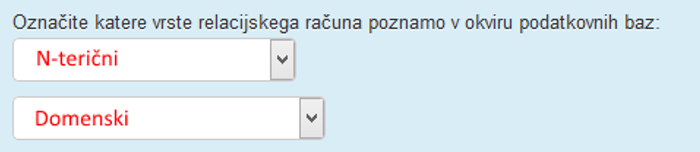 Označite katere vrste relacijskega računa poznamo v okviru podatkovnih baz:
N-terični
Domenski